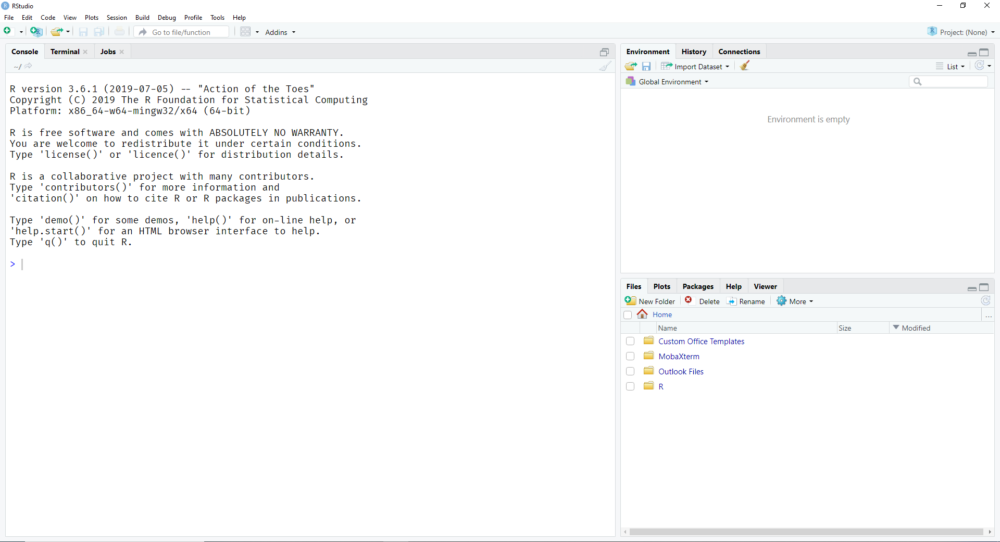 RStudio
File Edit Code View Plots Session Build Debug Profile Tools Help
Go to file/function Addins Project: (None)
Console Terminal Jobs
~/
R version 3.6.1 (2019-07-05) -- "Action of the Toes"
Copyright (C) 2019 The R Foundation for Statistical Computing
Platform: x86_64-w64-mingw32/x64 (64-bit)
R is free software and comes with ABSOLUTELY NO WARRANTY.
You are welcome to redistribute it under certain conditions.
Type 'license()' or 'licence()' for distribution details.
R is a collaborative project with many contributors.
Type 'contributors()' for more information and
'citation()' on how to cite R or R packages in publications.
Type 'demo()' for some demos, 'help()' for on-line help, or
'help.start()' for an HTML browser interface to help.
Type 'q()' to quit R.
>
Environment History Connections
Import Dataset List
Global Environment
Environment is empty
Files Plots Packages Help Viewer
New Folder Delete Rename More
Home ...
Name Size Modified
Custom Office Templates
MobaXterm
Outlook Files
R